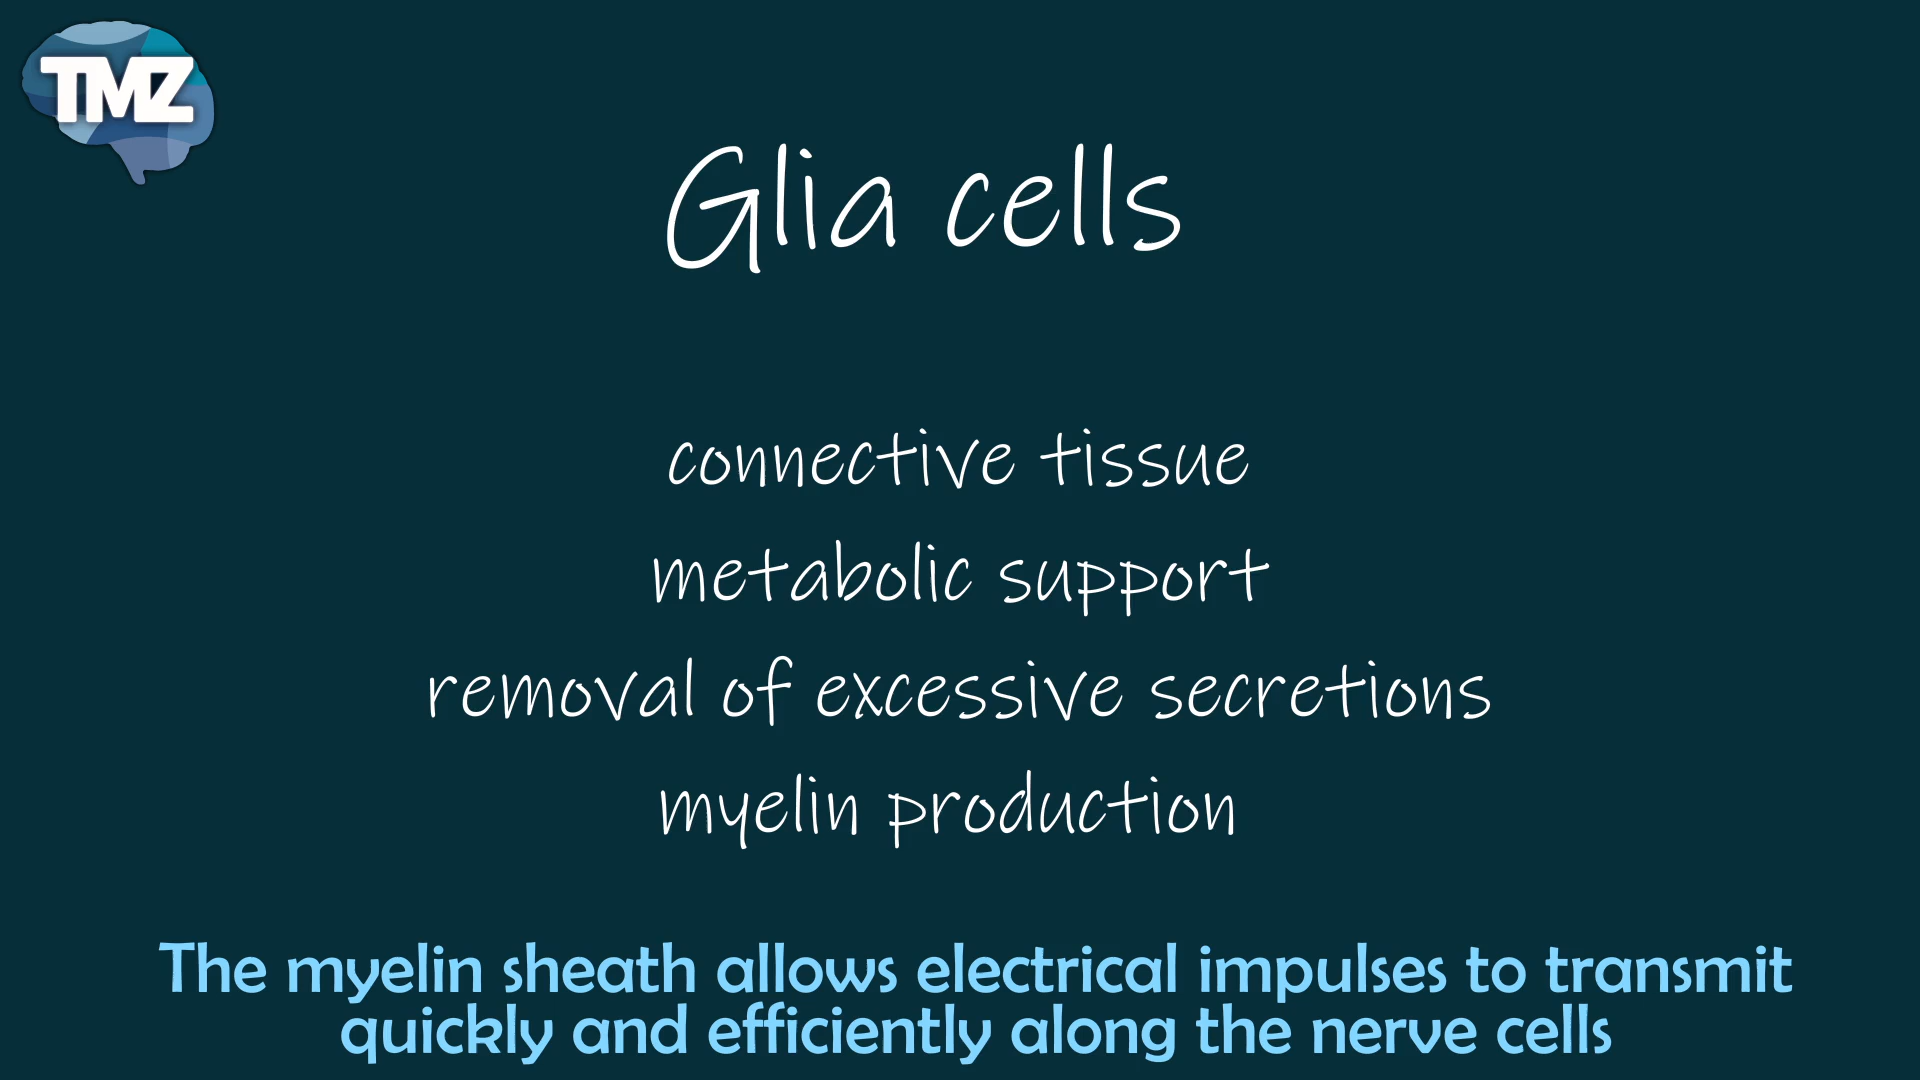 TMZ
Glia cells
connective tissue
metabolic support
removal of excessive secretions
myelin production
The myelin sheath allows electrical impulses to transmit
quickly and efficiently along the nerve cells